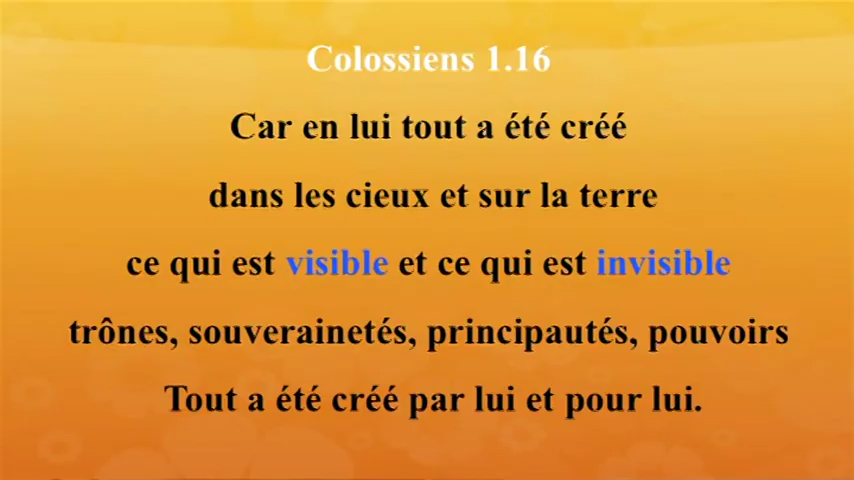 Colossiens 1.16
Car en lui tout a été créé
dans les cieux et sur la terre
ce qui est visible et ce qui est invisible
trônes, souverainetés, principautés, pouvoirs
Tout a été créé par lui et pour lui.